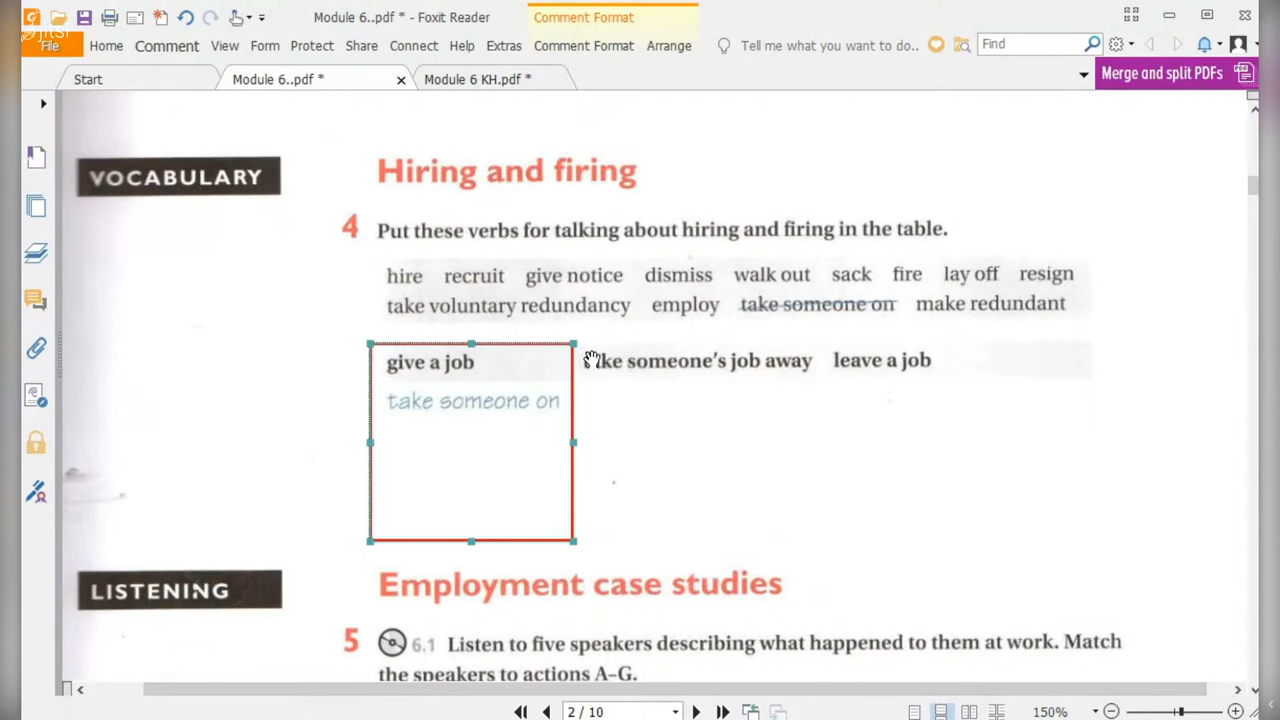 Module 6..pdf * - Foxit Reader
Comment Format
jitsi
File Home Comment View Form Protect Share Connect Help Extras Comment Format Arrange Tell me what you want to do.. Find
Start Module 6..pdf * Module 6 KH.pdf * Merge and split PDFs
VOCABULARY
Hiring and firing
4 Put these verbs for talking about hiring and firing in the table.
hire recruit give notice dismiss walk out sack fire lay off resign
take voluntary redundancy employ take someone on make redundant
give a job ke someone's job away leave a job
take someone on
LISTENING
Employment case studies
5 6.1 Listen to five speakers describing what happened to them at work. Match
the speakers to actions A–G.
2 / 10 150%